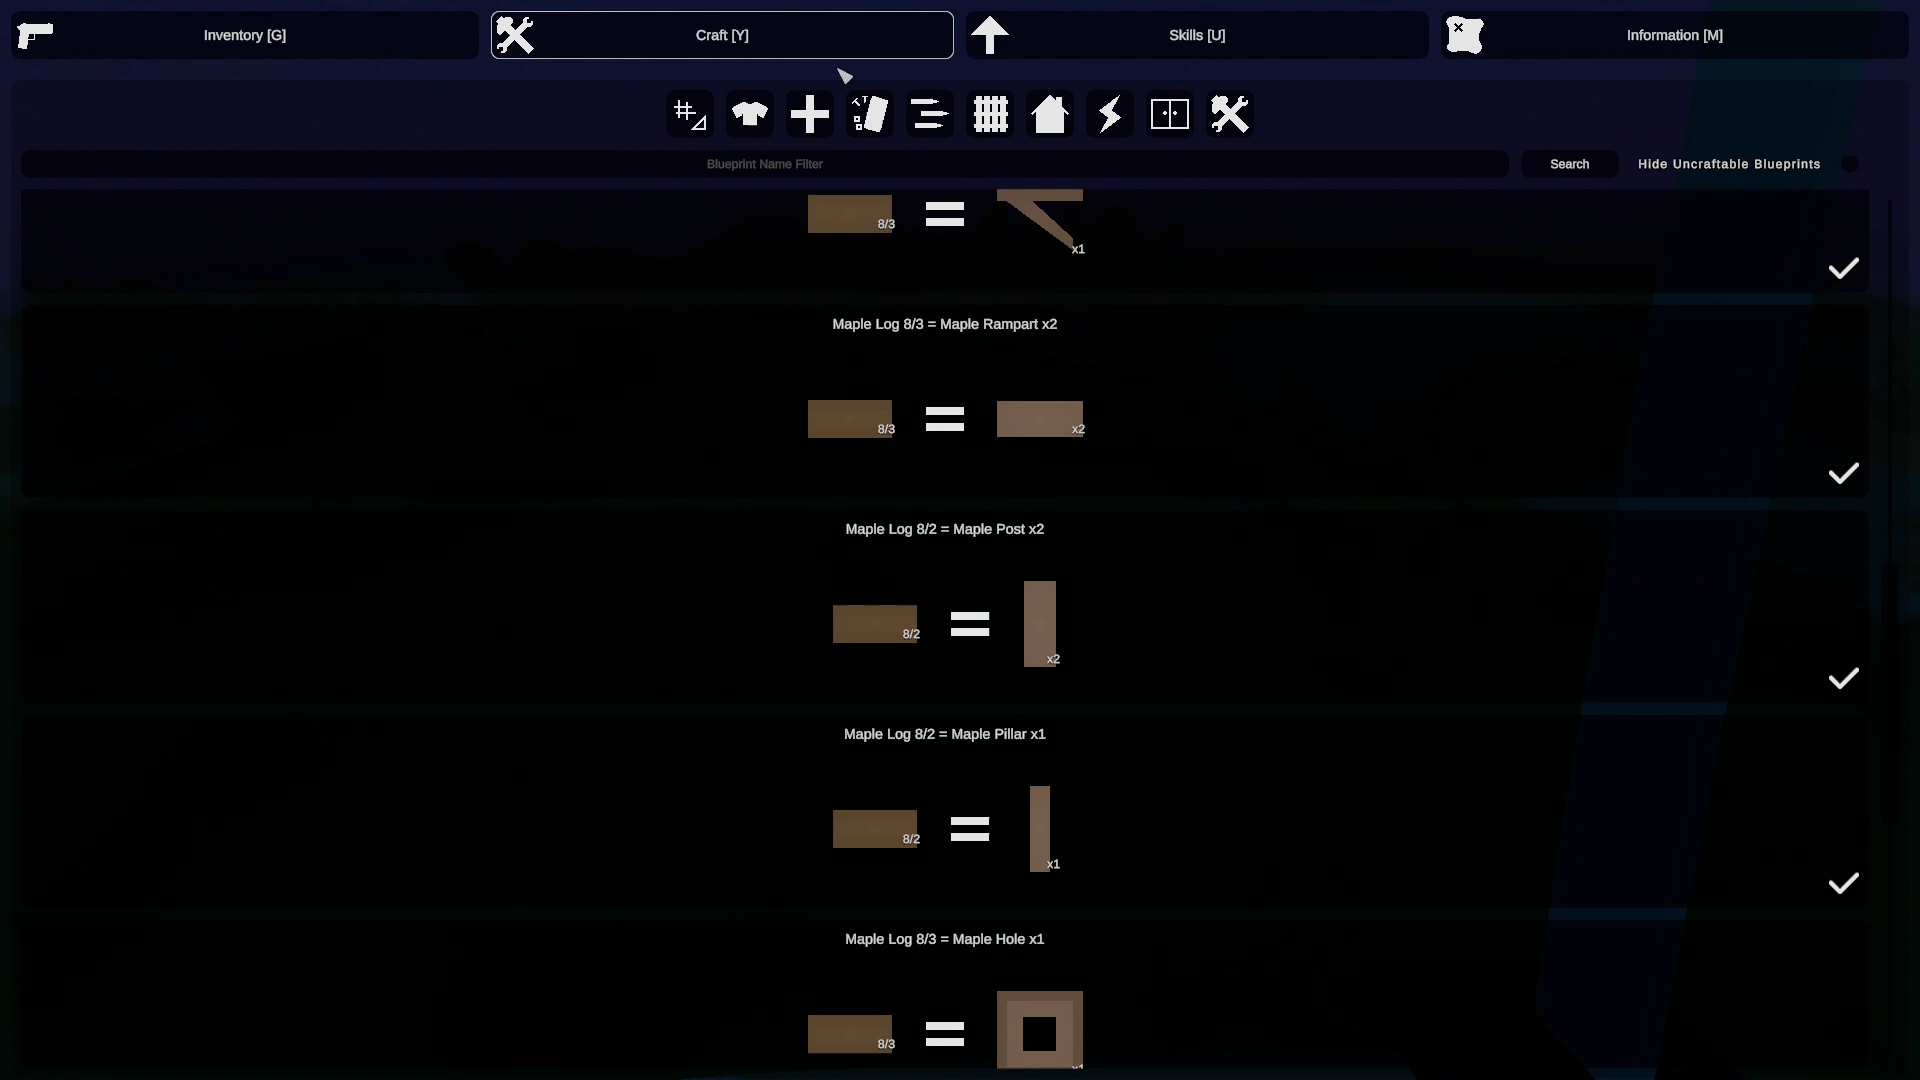 Inventory [G]
Craft [Y]
Skills [U]
Information [M]
Blueprint Name Filter
Search
Hide Uncraftable Blueprints
8/3
x1
Maple Log 8/3 = Maple Rampart x2
8/3
x2
Maple Log 8/2 = Maple Post x2
8/2
x2
Maple Log 8/2 = Maple Pillar x1
8/2
x1
Maple Log 8/3 = Maple Hole x1
8/3
x1